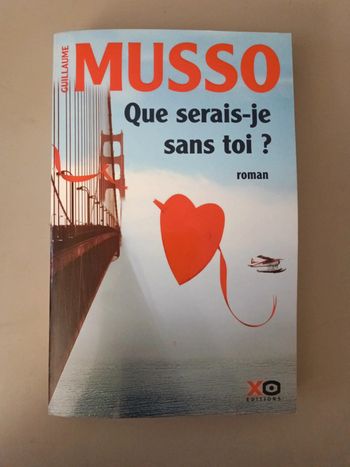 GUILLAUME
MUSSO
Que serais-je
sans toi ?
roman
XO
EDITIONS